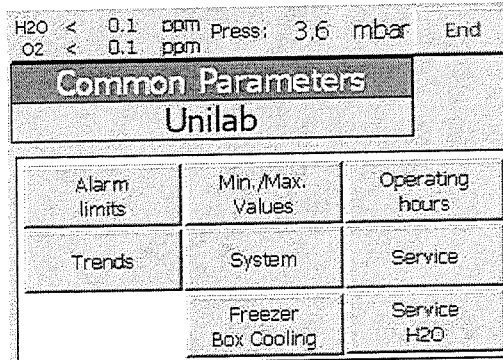 H2O < 0.1 ppm Press: 3,6 mbar End
O2 < 0.1 ppm
Common Parameters
Unilab
Alarm limits
Min./Max. Values
Operating hours
Trends
System
Service
Freezer Box Cooling
Service H2O